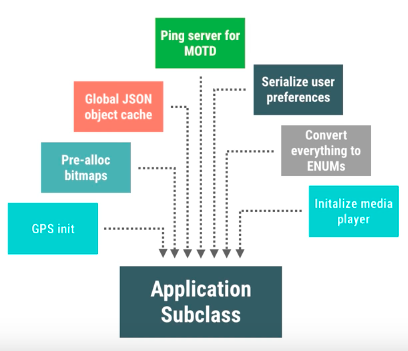 Ping server for
MOTD
Serialize user
preferences
Global JSON
object cache
Convert
everything to
ENUMs
Pre-alloc
bitmaps
Initalize media
player
GPS init
Application
Subclass